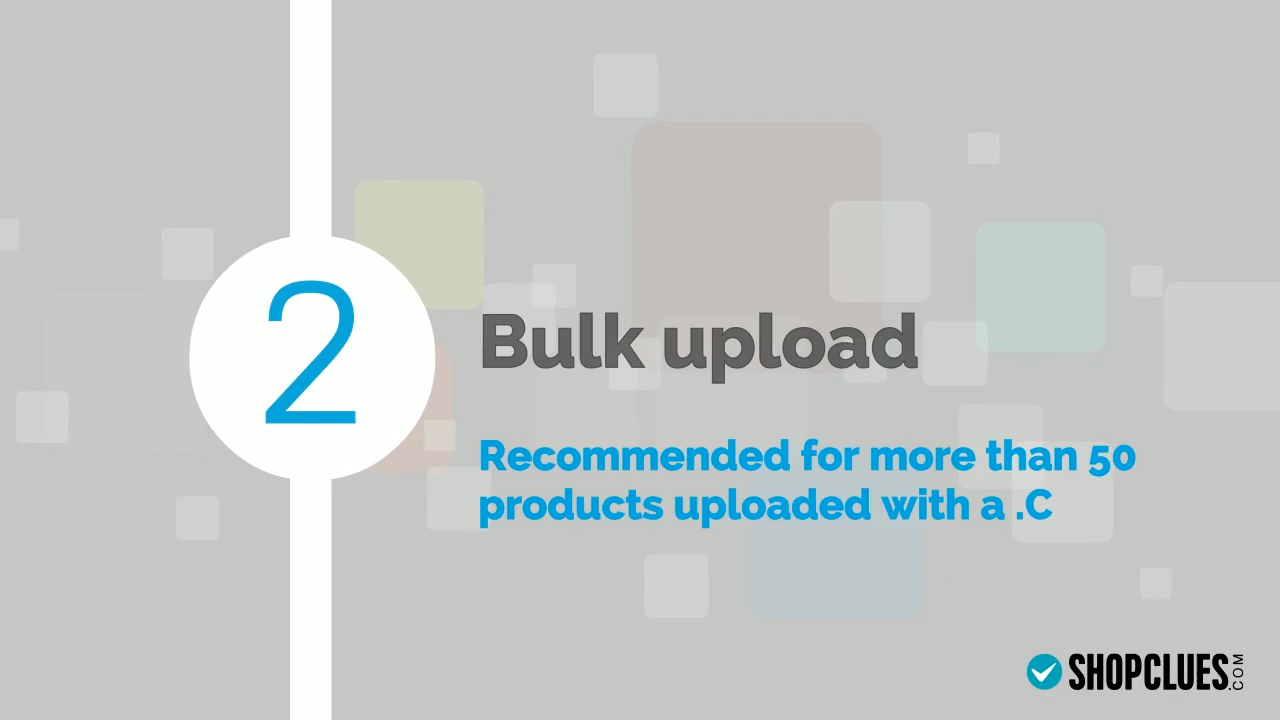 2
Bulk upload
Recommended for more than 50
products uploaded with a .C
SHOPCLUES.COM